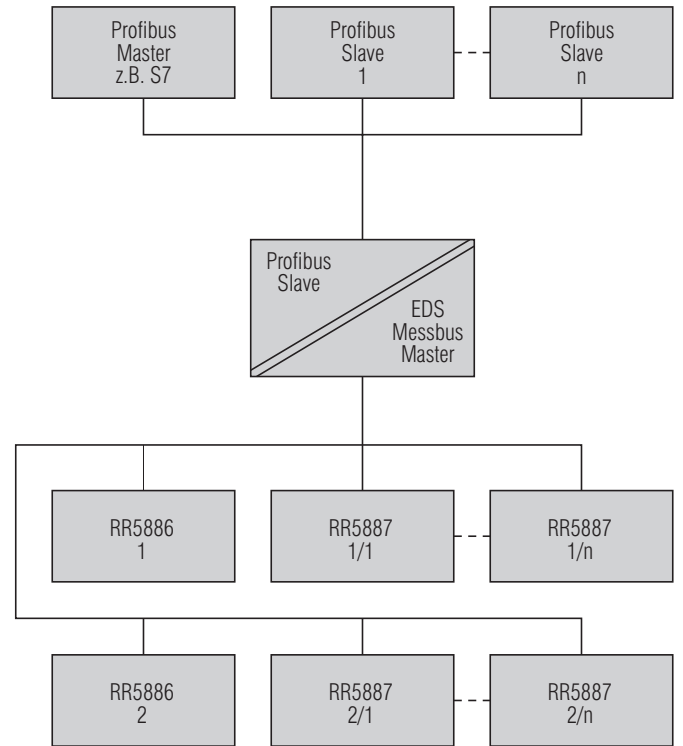 Profibus
Master
z.B. S7
Profibus
Slave
1
Profibus
Slave
n
Profibus
Slave
EDS
Messbus
Master
RR5886
1
RR5887
1/1
RR5887
1/n
RR5886
2
RR5887
2/1
RR5887
2/n